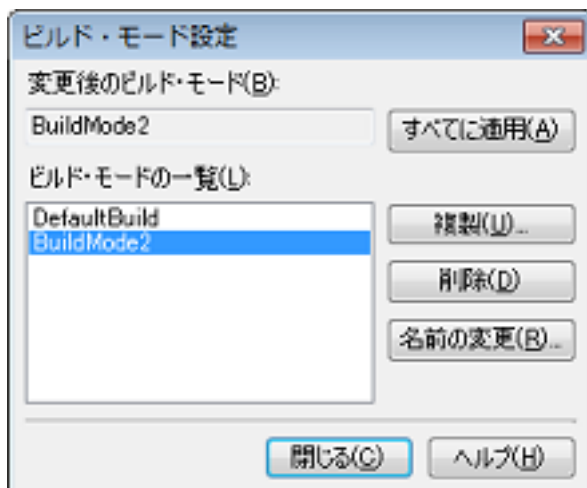 ビルド・モード設定
変更後のビルド・モード(B):
BuildMode2
すべてに適用(A)
ビルド・モードの一覧(L):
DefaultBuild
BuildMode2
複製(U)...
削除(D)
名前の変更(R)...
閉じる(C)
ヘルプ(H)